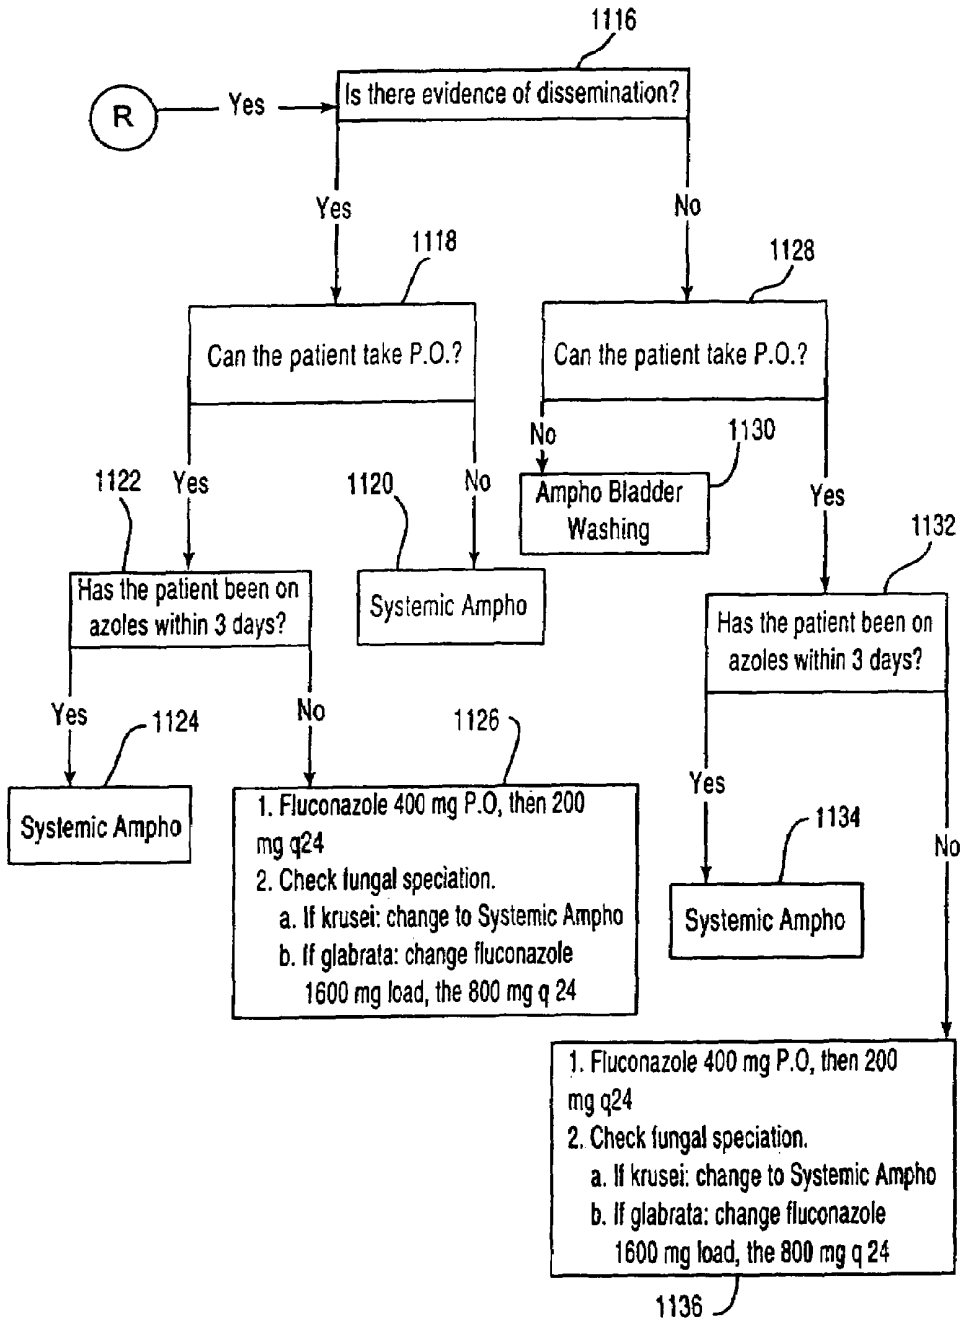 1116
Is there evidence of dissemination?
R
Yes
Yes
No
1118
1128
Can the patient take P.O.?
Can the patient take P.O.?
No
1130
1122
Yes
1120
No
Ampho Bladder
Washing
Yes
1132
Has the patient been on
azoles within 3 days?
Systemic Ampho
Has the patient been on
azoles within 3 days?
Yes
1124
No
1126
Yes
Systemic Ampho
1. Fluconazole 400 mg P.O, then 200
mg q24
2. Check fungal speciation.
a. If krusei: change to Systemic Ampho
b. If glabrata: change fluconazole
1600 mg load, the 800 mg q 24
1134
No
Systemic Ampho
1. Fluconazole 400 mg P.O, then 200
mg q24
2. Check fungal speciation.
a. If krusei: change to Systemic Ampho
b. If glabrata: change fluconazole
1600 mg load, the 800 mg q 24
1136